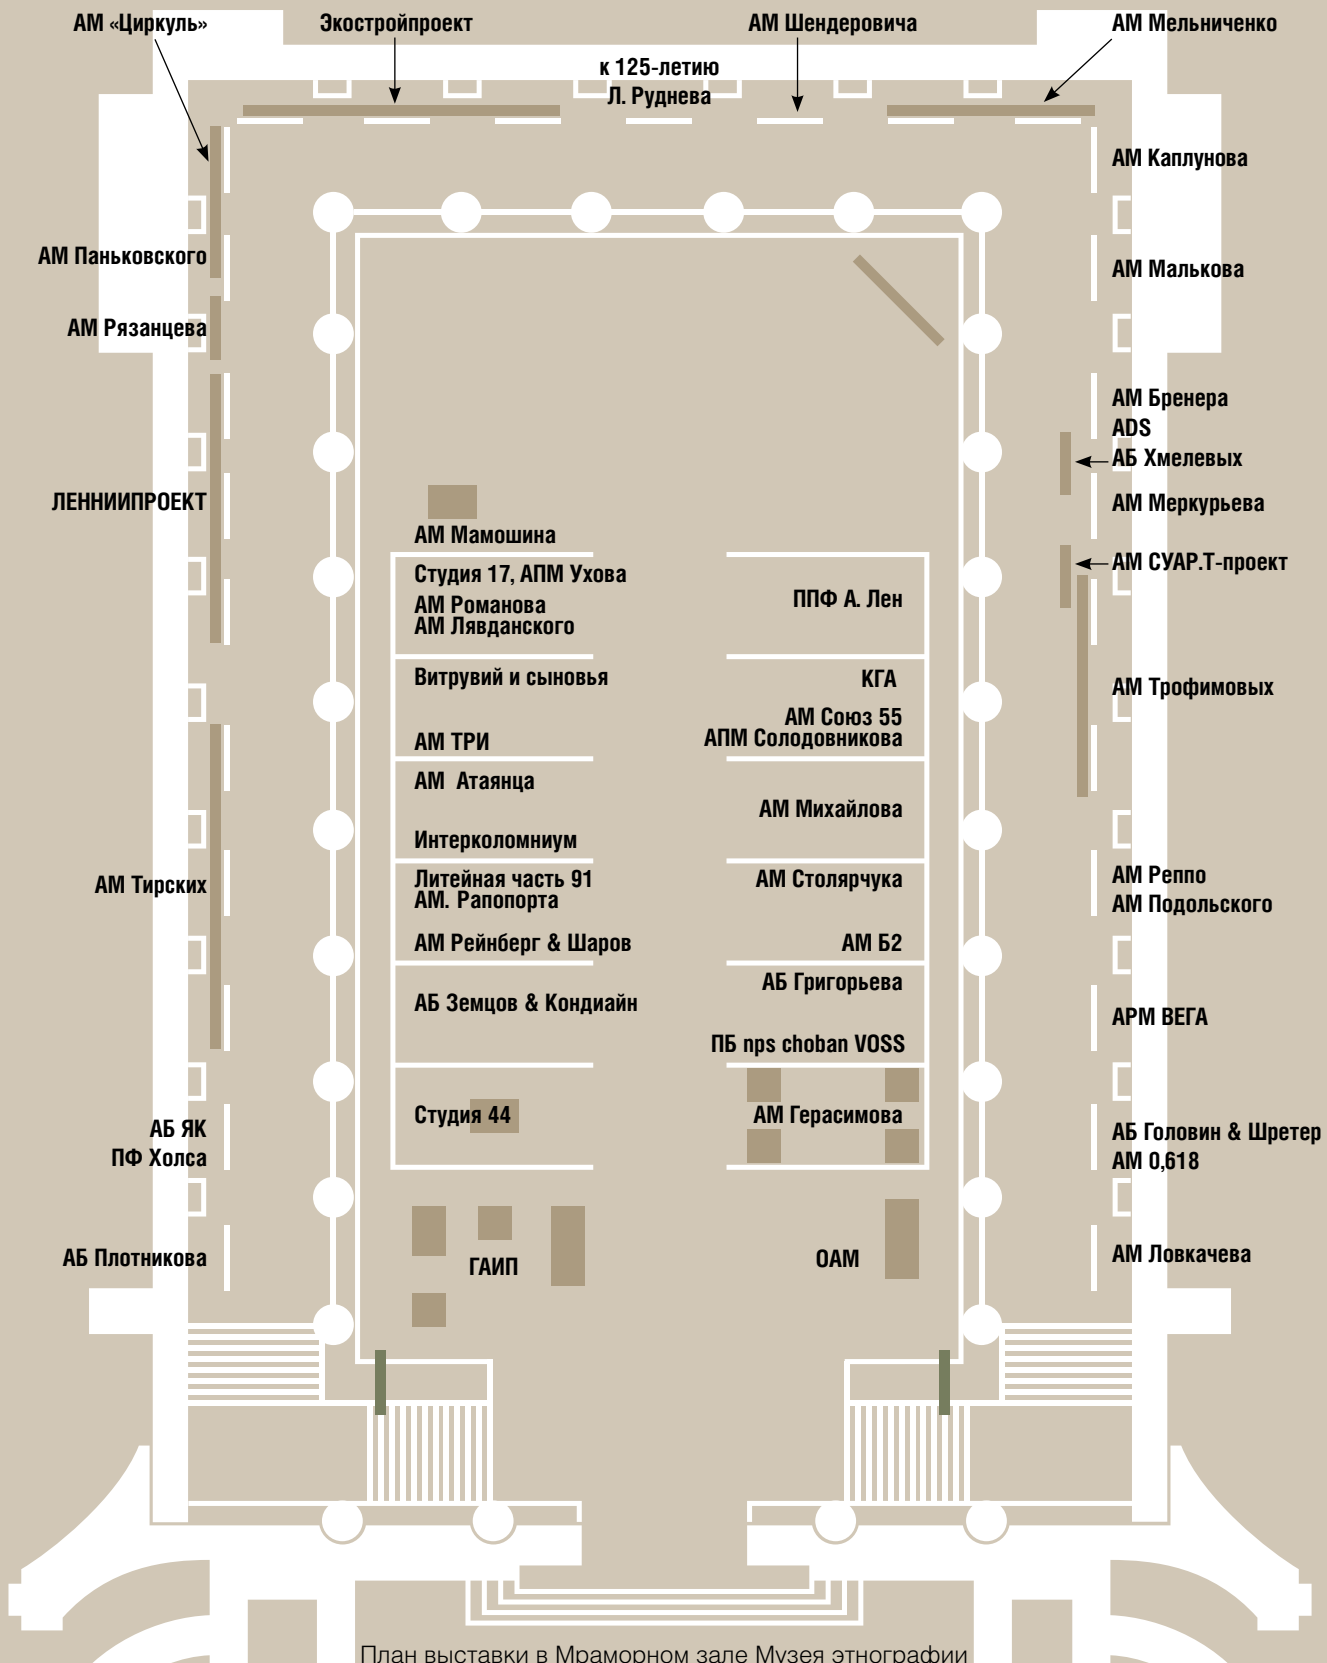 АМ «Циркуль»
Экостройпроект
АМ Шендеровича
АМ Мельниченко
к 125-летию
Л. Руднева
АМ Паньковского
АМ Рязанцева
ЛЕННИИПРОЕКТ
АМ Тирских
АБ ЯК
ПФ Холса
АБ Плотникова
АМ Мамошина
Студия 17, АПМ Ухова
АМ Романова
АМ Лявданского
Витрувий и сыновья
АМ ТРИ
АМ Атаянца
Интерколомниум
Литейная часть 91
АМ. Рапопорта
АМ Рейнберг & Шаров
АБ Земцов & Кондиайн
Студия 44
ГАИП
ППФ А. Лен
КГА
АМ Союз 55
АПМ Солодовникова
АМ Михайлова
АМ Столярчука
АМ Б2
АБ Григорьева
ПБ nps choban VOSS
АМ Герасимова
ОАМ
АМ Каплунова
АМ Малькова
АМ Бренера
ADS
АБ Хмелевых
АМ Меркурьева
АМ СУАР.Т-проект
АМ Трофимовых
АМ Реппо
АМ Подольского
АРМ ВЕГА
АБ Головин & Шретер
АМ 0,618
АМ Ловкачева
План выставки в Мраморном зале Музея этнографии